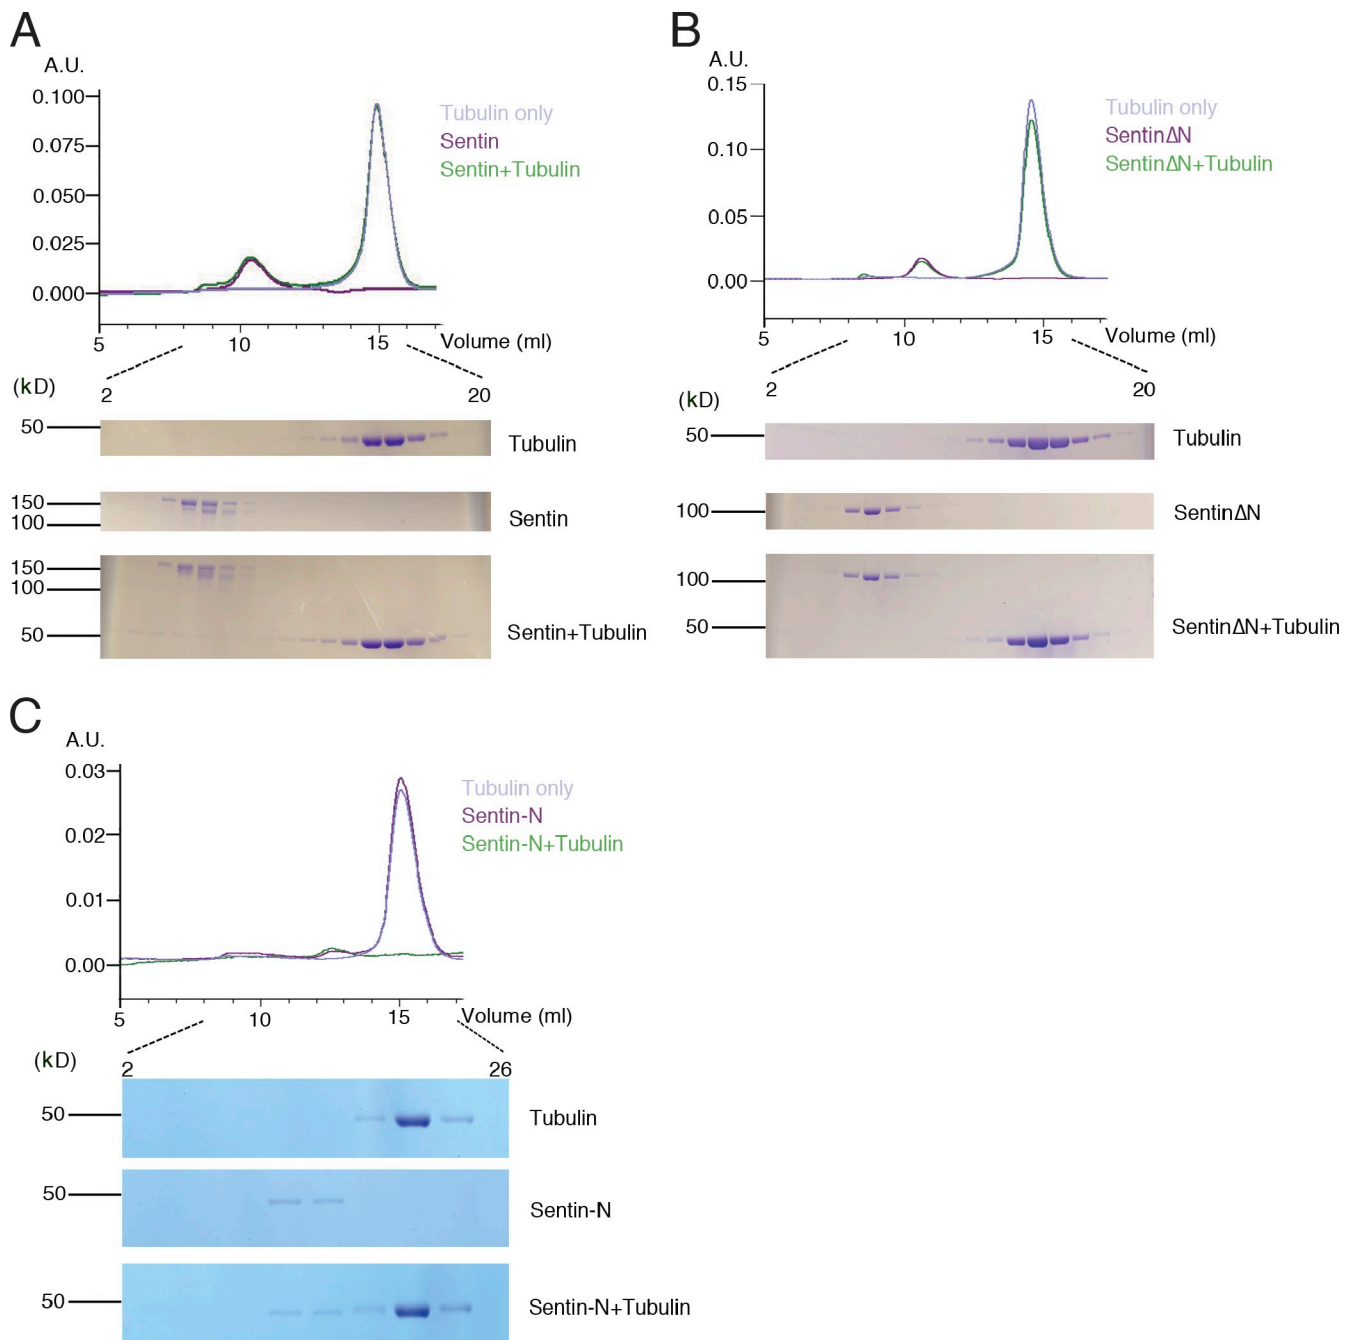 A
A.U.
0.100
0.075
0.050
0.025
0.000
Tubulin only
Sentin
Sentin+Tubulin
5
10
15
Volume (ml)
(kD)
2
20
50
Tubulin
150
100
Sentin
150
100
50
Sentin+Tubulin
B
A.U.
0.15
0.10
0.05
0.00
Tubulin only
SentinΔN
SentinΔN+Tubulin
5
10
15
Volume (ml)
2
20
(kD)
50
Tubulin
100
SentinΔN
100
50
SentinΔN+Tubulin
C
A.U.
0.03
0.02
0.01
0.00
Tubulin only
Sentin-N
Sentin-N+Tubulin
5
10
15
Volume (ml)
(kD)
2
26
50
Tubulin
50
Sentin-N
50
Sentin-N+Tubulin